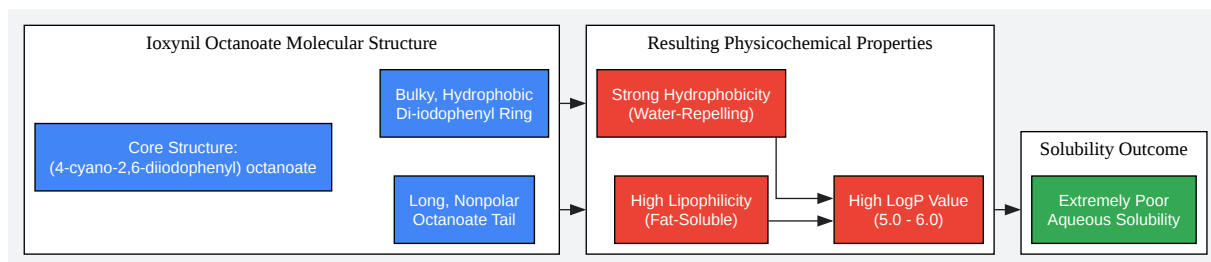 Ioxynil Octanoate Molecular Structure
Core Structure:
(4-cyano-2,6-diiodophenyl) octanoate
Bulky, Hydrophobic
Di-iodophenyl Ring
Long, Nonpolar
Octanoate Tail
Resulting Physicochemical Properties
Strong Hydrophobicity
(Water-Repelling)
High Lipophilicity
(Fat-Soluble)
High LogP Value
(5.0 - 6.0)
Solubility Outcome
Extremely Poor
Aqueous Solubility